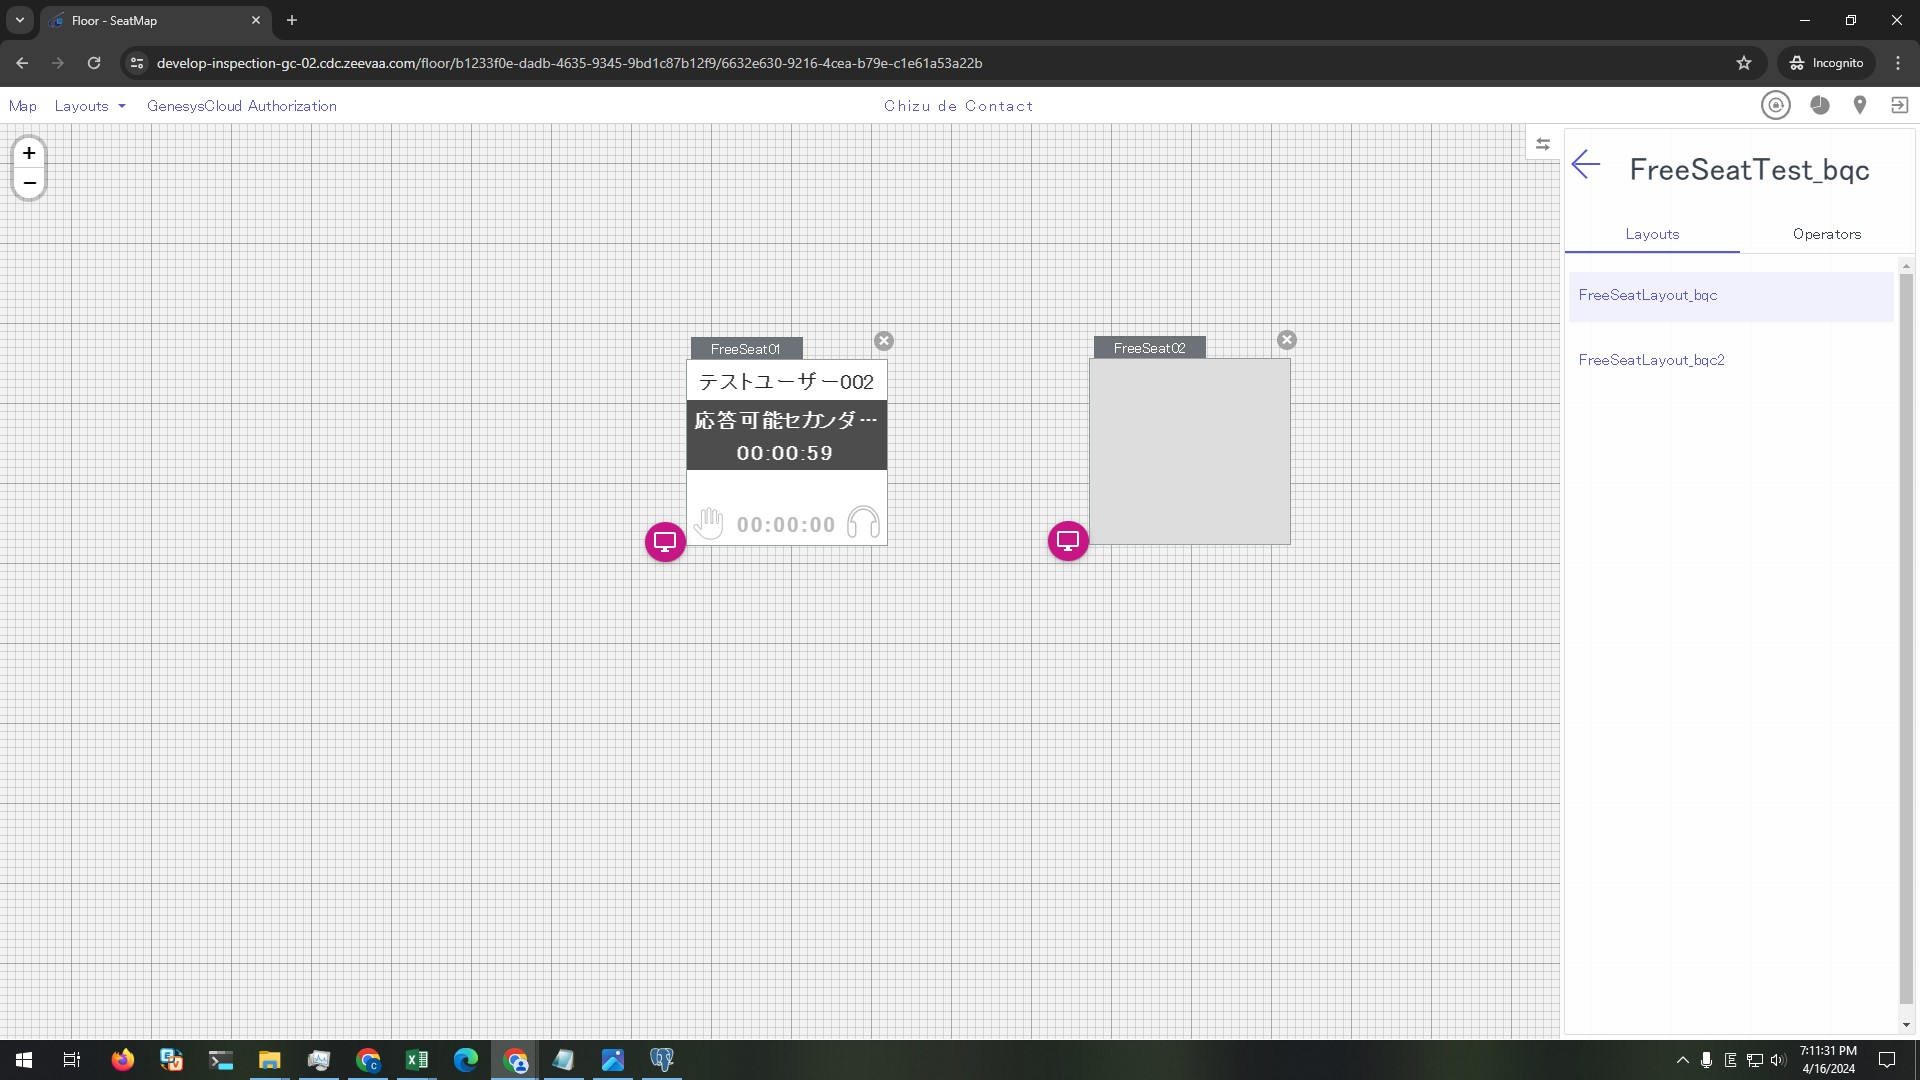 Floor - SeatMap
develop-inspection-gc-02.cdc.zeevaa.com/floor/b1233f0e-dadb-4635-9345-9bd1c87b12f9/6632e630-9216-4cea-b79e-c1e61a53a22b
Incognito
Map Layouts GenesysCloud Authorization Chizu de Contact
+
−
FreeSeatTest_bqc
Layouts Operators
FreeSeatLayout_bqc
FreeSeatLayout_bqc2
FreeSeat01
テストユーザー002
応答可能セカンダ…
00:00:59
00:00:00
FreeSeat02
7:11:31 PM
4/16/2024